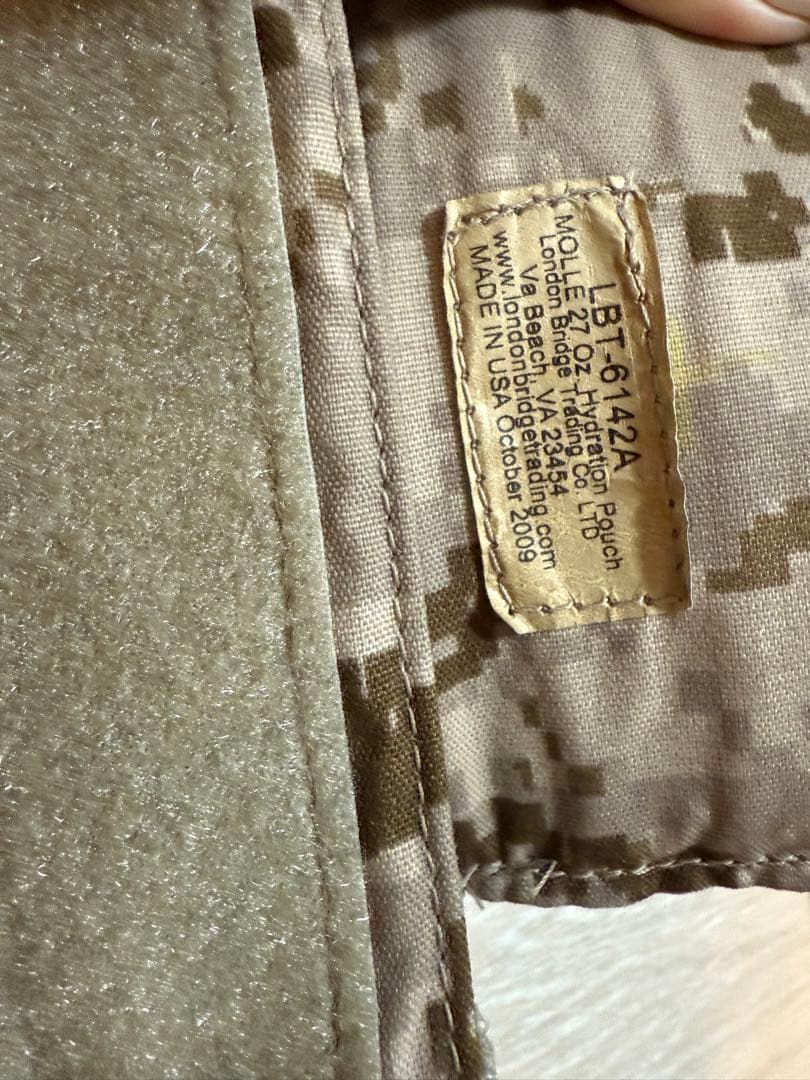 LBT-6142A
MOLLE 27 Oz Hydration Pouch
London Bridge Trading Co. LTD
Va Beach, VA 23454
www.londonbridgetrading.com
MADE IN USA October 2009